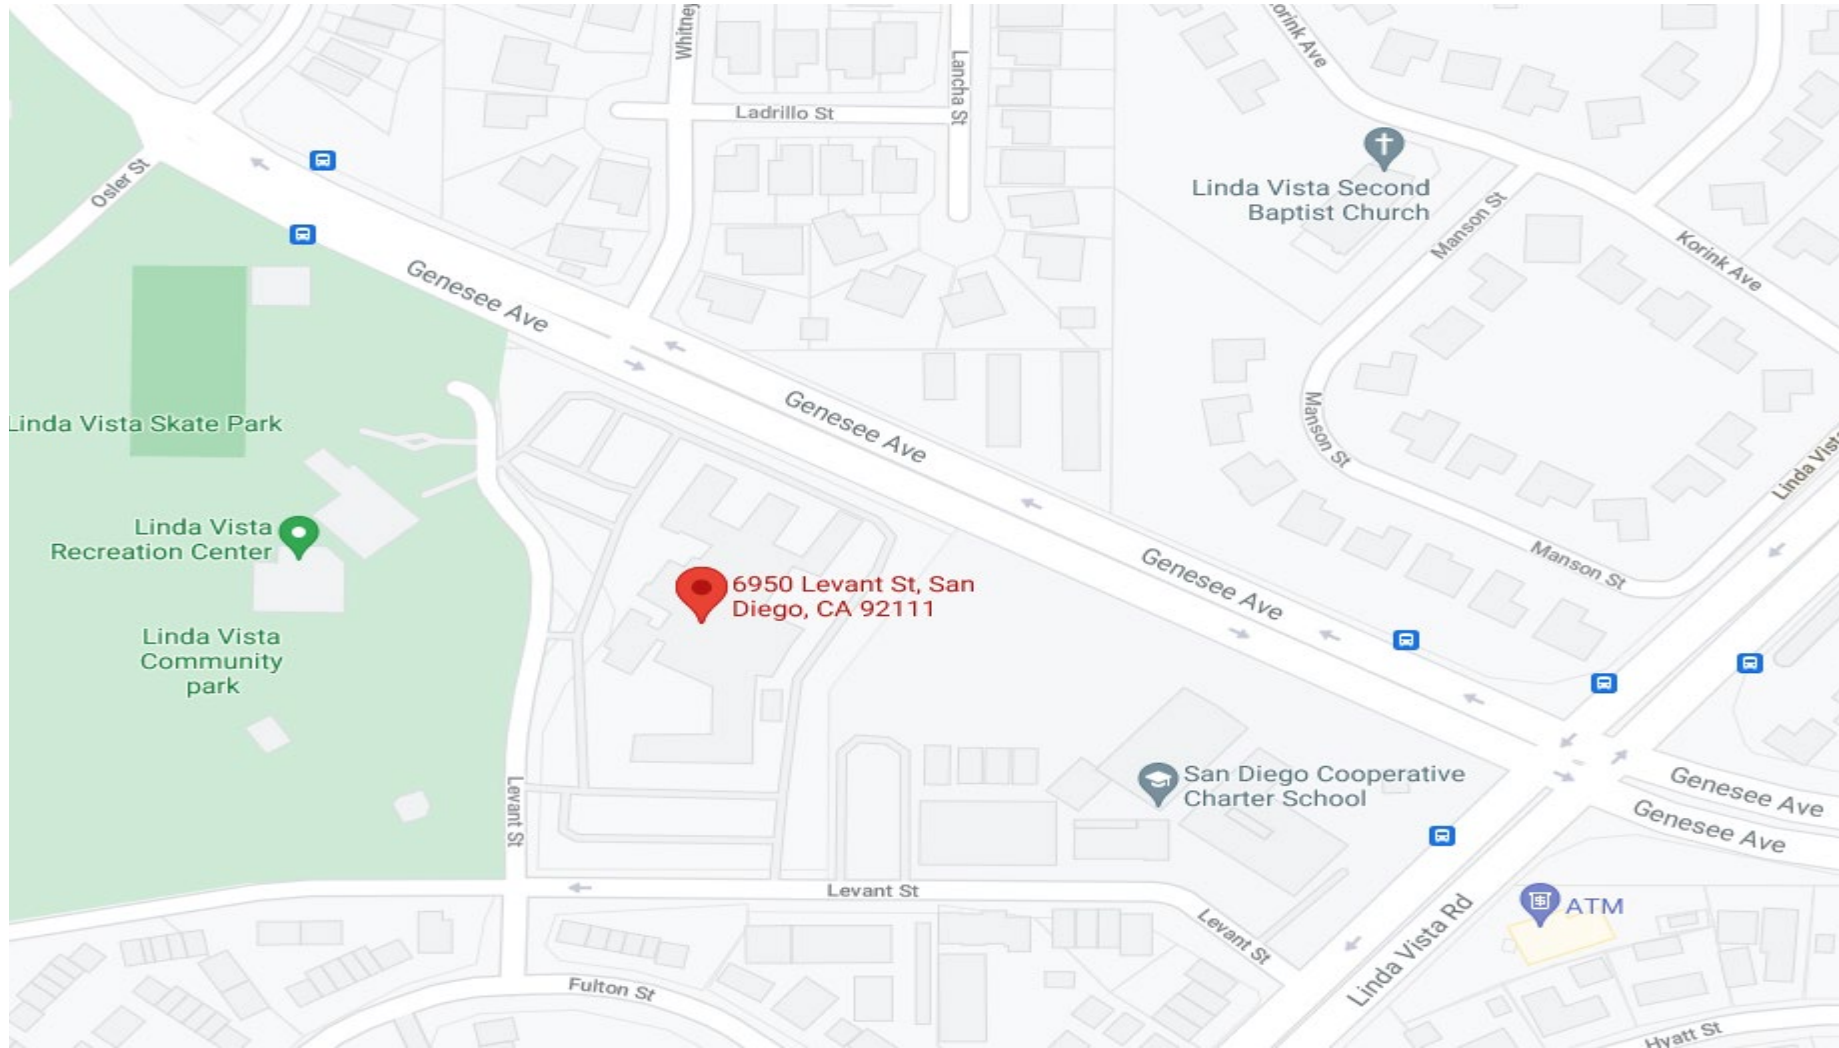 Whitney
Lancha St
Korink Ave
Ladrillo St
Osler St
Linda Vista Second
Baptist Church
Manson St
Korink Ave
Genesee Ave
Genesee Ave
Linda Vista Skate Park
Manson St
Linda Vista
Linda Vista
Recreation Center
Genesee Ave
Manson St
6950 Levant St, San
Diego, CA 92111
Linda Vista
Community
park
San Diego Cooperative
Charter School
Genesee Ave
Genesee Ave
Levant St
Levant St
Levant St
Linda Vista Rd
ATM
Fulton St
Hyatt St